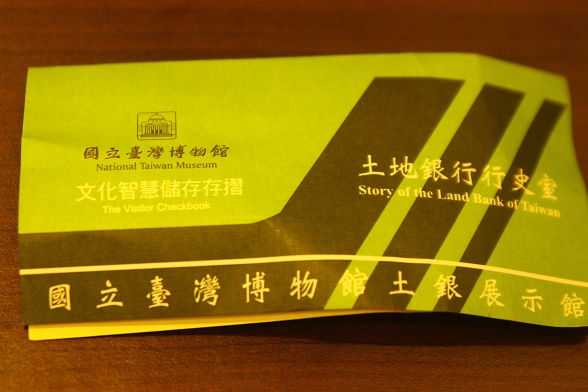 國立臺灣博物館
National Taiwan Museum
文化智慧儲存存摺
The Visitor Checkbook
土地銀行行史室
Story of the Land Bank of Taiwan
國立臺灣博物館土銀展示館